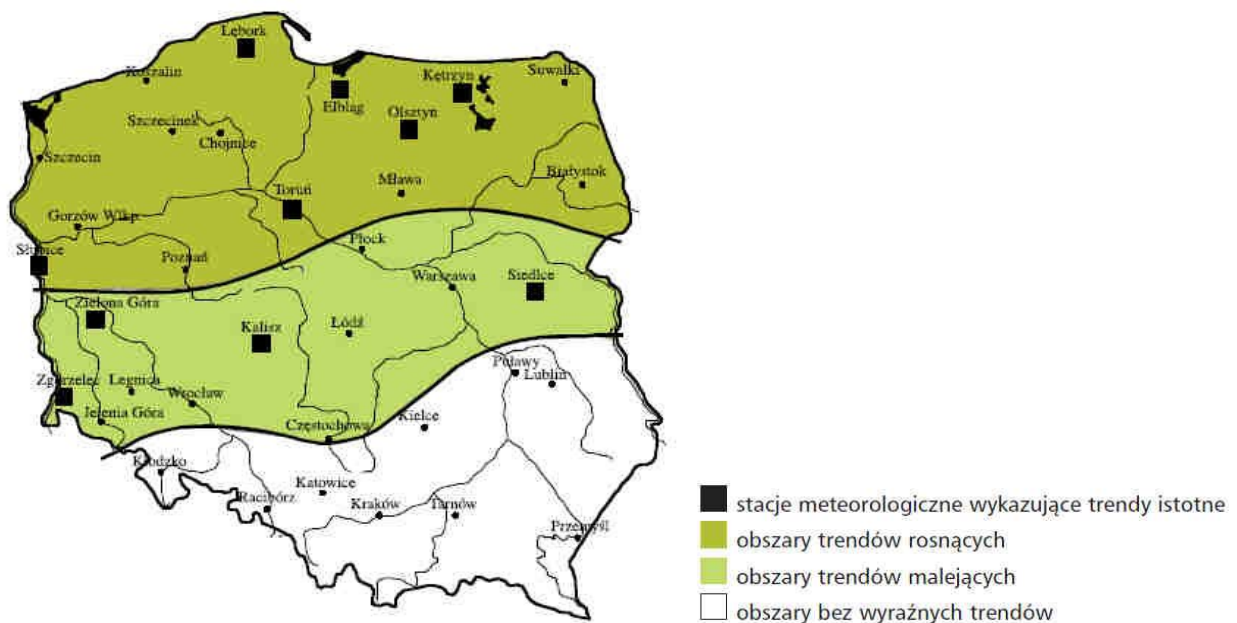 Lębork
Koszalin
Kętrzyn
Suwałki
Elbląg
Olsztyn
Szczecinek
Chojnice
Szczecin
Białystok
Toruń
Mława
Gorzów Wlkp.
Słubice
Poznań
Płock
Warszawa
Siedlce
Zielona Góra
Kalisz
Łódź
Zgorzelec
Legnica
Wrocław
Puławy
Lublin
Jelenia Góra
Częstochowa
Kielce
Kłodzko
Katowice
Racibórz
Kraków
Tarnów
Przemyśl
stacje meteorologiczne wykazujące trendy istotne
obszary trendów rosnących
obszary trendów malejących
obszary bez wyraźnych trendów